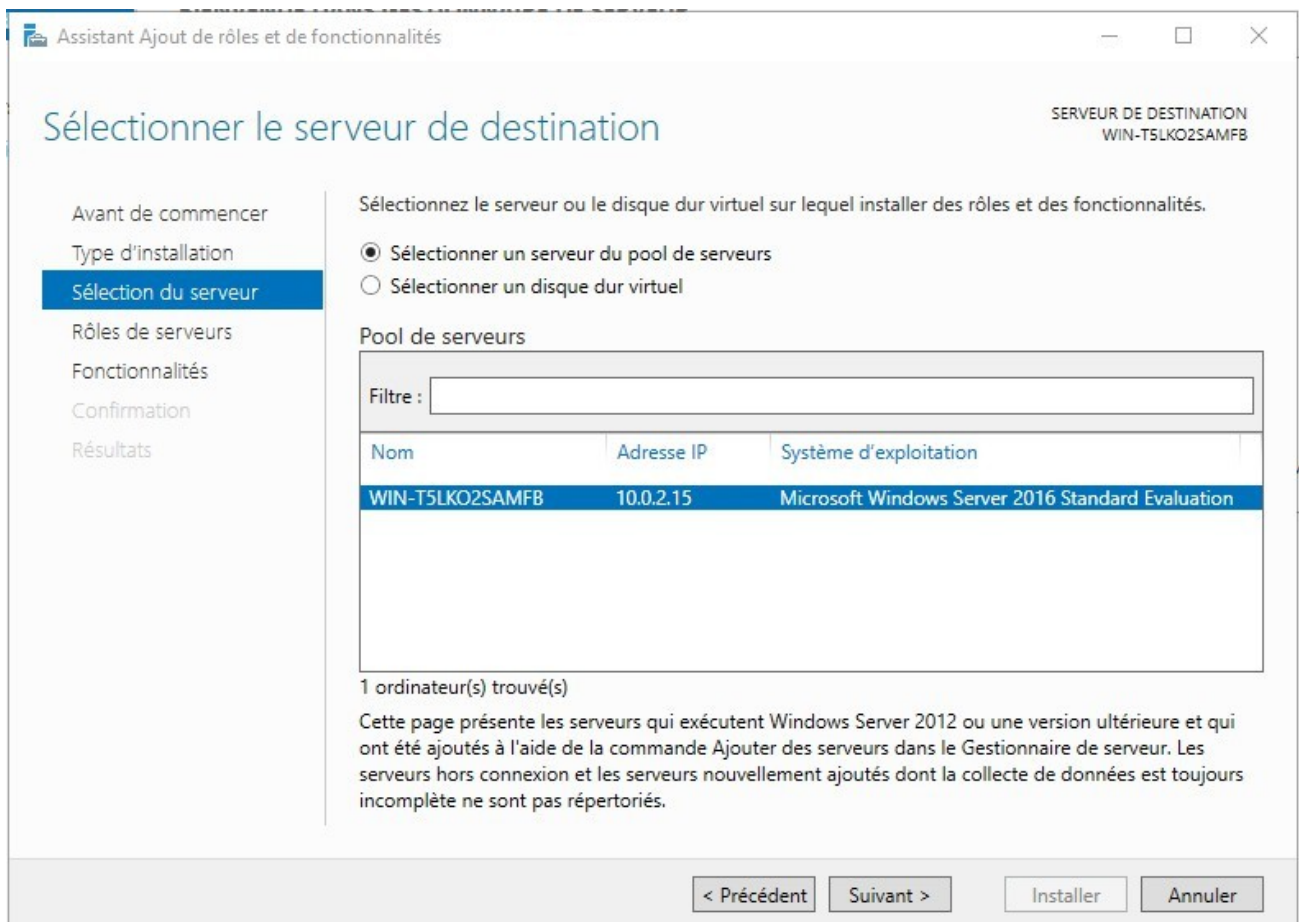 Assistant Ajout de rôles et de fonctionnalités
Sélectionner le serveur de destination
SERVEUR DE DESTINATION
WIN-T5LKO2SAMFB
Avant de commencer
Type d'installation
Sélection du serveur
Rôles de serveurs
Fonctionnalités
Confirmation
Résultats
Sélectionnez le serveur ou le disque dur virtuel sur lequel installer des rôles et des fonctionnalités.
Sélectionner un serveur du pool de serveurs
Sélectionner un disque dur virtuel
Pool de serveurs
Filtre :
Nom Adresse IP Système d'exploitation
WIN-T5LKO2SAMFB 10.0.2.15 Microsoft Windows Server 2016 Standard Evaluation
1 ordinateur(s) trouvé(s)
Cette page présente les serveurs qui exécutent Windows Server 2012 ou une version ultérieure et qui
ont été ajoutés à l'aide de la commande Ajouter des serveurs dans le Gestionnaire de serveur. Les
serveurs hors connexion et les serveurs nouvellement ajoutés dont la collecte de données est toujours
incomplète ne sont pas répertoriés.
< Précédent Suivant > Installer Annuler